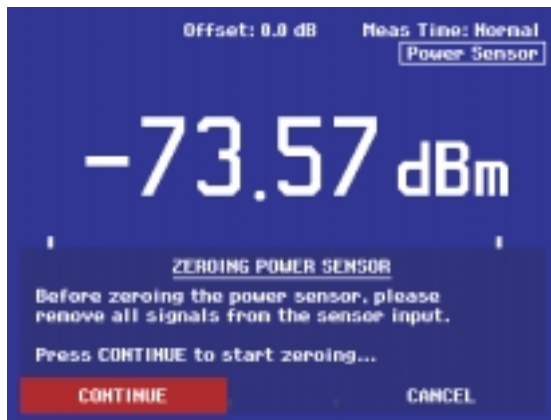 Offset: 0.0 dB Meas Time: Normal
Power Sensor
-73.57 dBm
ZEROING POWER SENSOR
Before zeroing the power sensor, please
remove all signals from the sensor input.
Press CONTINUE to start zeroing...
CONTINUE CANCEL